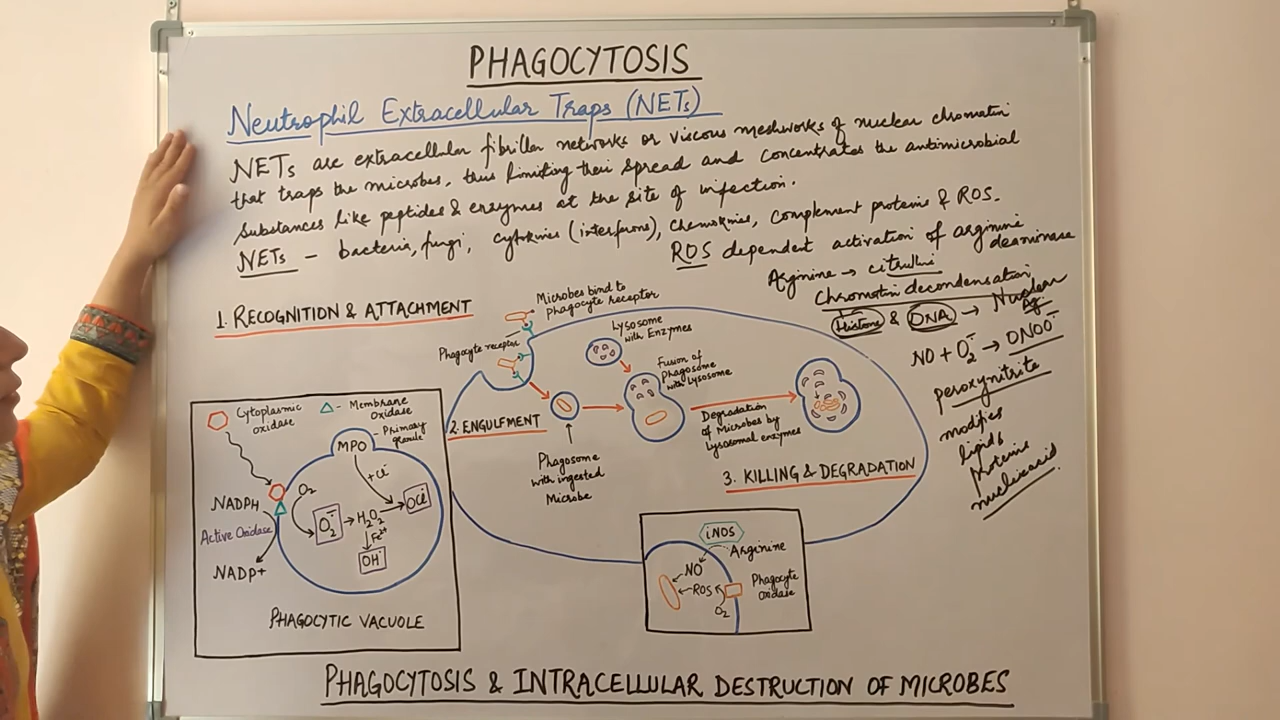 PHAGOCYTOSIS
Neutrophil Extracellular Traps (NETs)
NETs are extracellular fibrillar networks or viscous meshworks of nuclear chromatin
that traps the microbes, thus limiting their spread and concentrates the antimicrobial
substances like peptides & enzymes at the site of infection.
NETs – bacteria, fungi, cytokines (interferons), chemokines, complement proteins & ROS.
ROS dependent activation of arginine
deaminase
Arginine → citrulline
Chromatin decondensation
Histone & DNA → Nuclear
NO + O2- → ONOO-
peroxynitrite
modifies
lipids
proteins
nucleic acid
1. RECOGNITION & ATTACHMENT
Microbes bind to
phagocyte receptor
Phagocyte receptor
Lysosome
with Enzymes
Fusion of
Phagosome
with Lysosome
2. ENGULFMENT
Degradation
of Microbes by
Lysosomal enzymes
Phagosome
with ingested
Microbe
3. KILLING & DEGRADATION
Cytoplasmic
oxidase
- Membrane
oxidase
- Primary
granule
MPO
+Cl-
NADPH
O2
O2-
→ H2O2 →
OCl-
Fe2+
OH-
Active Oxidase
NADP+
PHAGOCYTIC VACUOLE
iNOS
Arginine
NO
ROS
O2
Phagocyte
oxidase
PHAGOCYTOSIS & INTRACELLULAR DESTRUCTION OF MICROBES